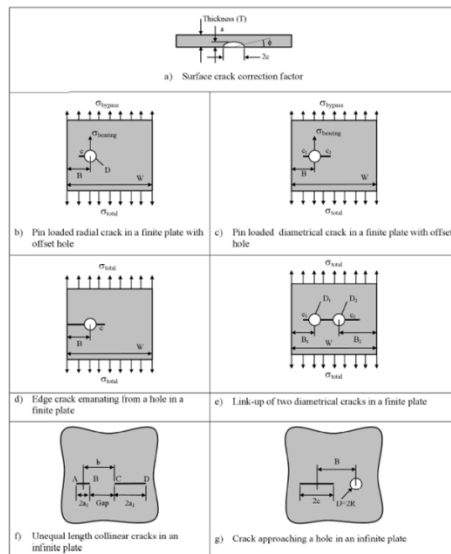 Thickness (T)
a
ϕ
2c
a) Surface crack correction factor
σbypass
σbearing
c
B
D
W
σtotal
b) Pin loaded radial crack in a finite plate with
offset hole
σbypass
σbearing
c₁ c₂
B
W
σtotal
c) Pin loaded diametrical crack in a finite plate with offset
hole
σtotal
c
B
W
σtotal
d) Edge crack emanating from a hole in a
finite plate
σtotal
D₁ D₂
c₁ c₂
B₁ B₂
W
σtotal
e) Link-up of two diametrical cracks in a finite plate
b
A B C D
2a₁ Gap 2a₂
f) Unequal length collinear cracks in an
infinite plate
B
2c
D=2R
g) Crack approaching a hole in an infinite plate